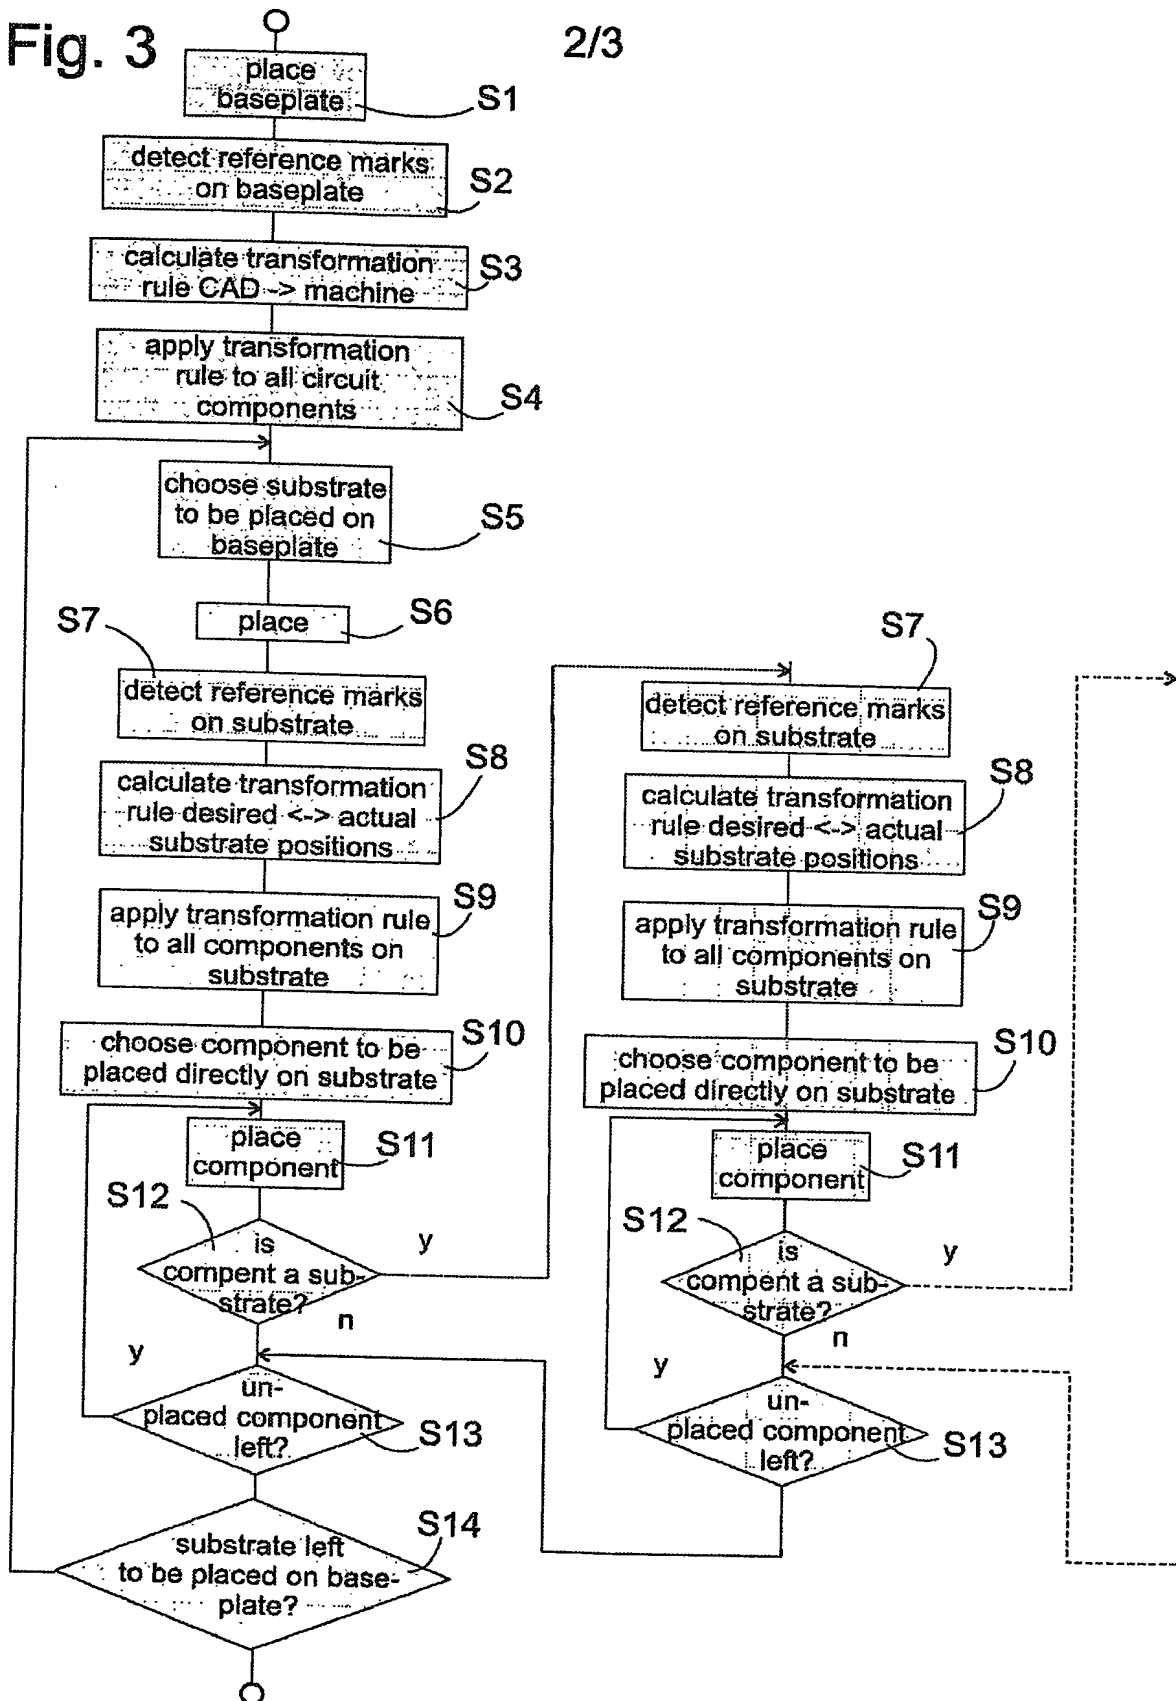 Fig. 3
2/3
place
baseplate
S1
detect reference marks
on baseplate
S2
calculate transformation
rule CAD -> machine
S3
apply transformation
rule to all circuit
components
S4
choose substrate
to be placed on
baseplate
S5
place
S6
S7
detect reference marks
on substrate
calculate transformation
rule desired <-> actual
substrate positions
S8
apply transformation rule
to all components on
substrate
S9
choose component to be
placed directly on substrate
S10
place
component
S11
S12
is
compent a sub-
strate?
y
n
y
un-
placed component
left?
S13
substrate left
to be placed on base-
plate?
S14
S7
detect reference marks
on substrate
calculate transformation
rule desired <-> actual
substrate positions
S8
apply transformation rule
to all components on
substrate
S9
choose component to be
placed directly on substrate
S10
place
component
S11
S12
is
compent a sub-
strate?
y
n
y
un-
placed component
left?
S13